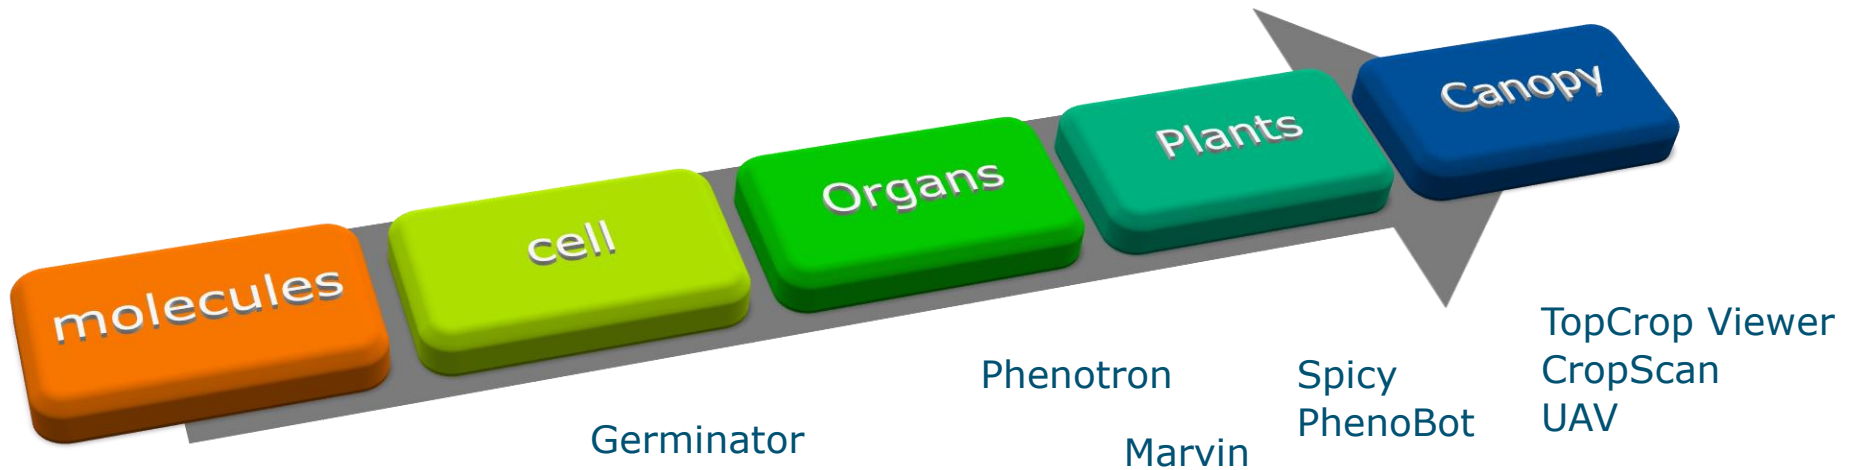 molecules
cell
Organs
Plants
Canopy
Germinator
Phenotron
Marvin
Spicy
PhenoBot
TopCrop Viewer
CropScan
UAV